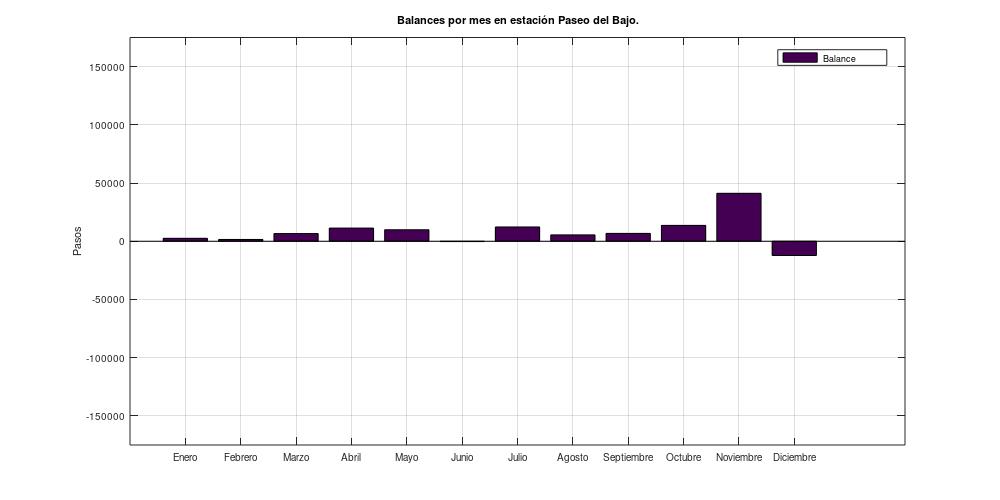 Balances por mes en estación Paseo del Bajo.
Balance
150000
100000
50000
0
-50000
-100000
-150000
Pasos
Enero Febrero Marzo Abril Mayo Junio Julio Agosto Septiembre Octubre Noviembre Diciembre